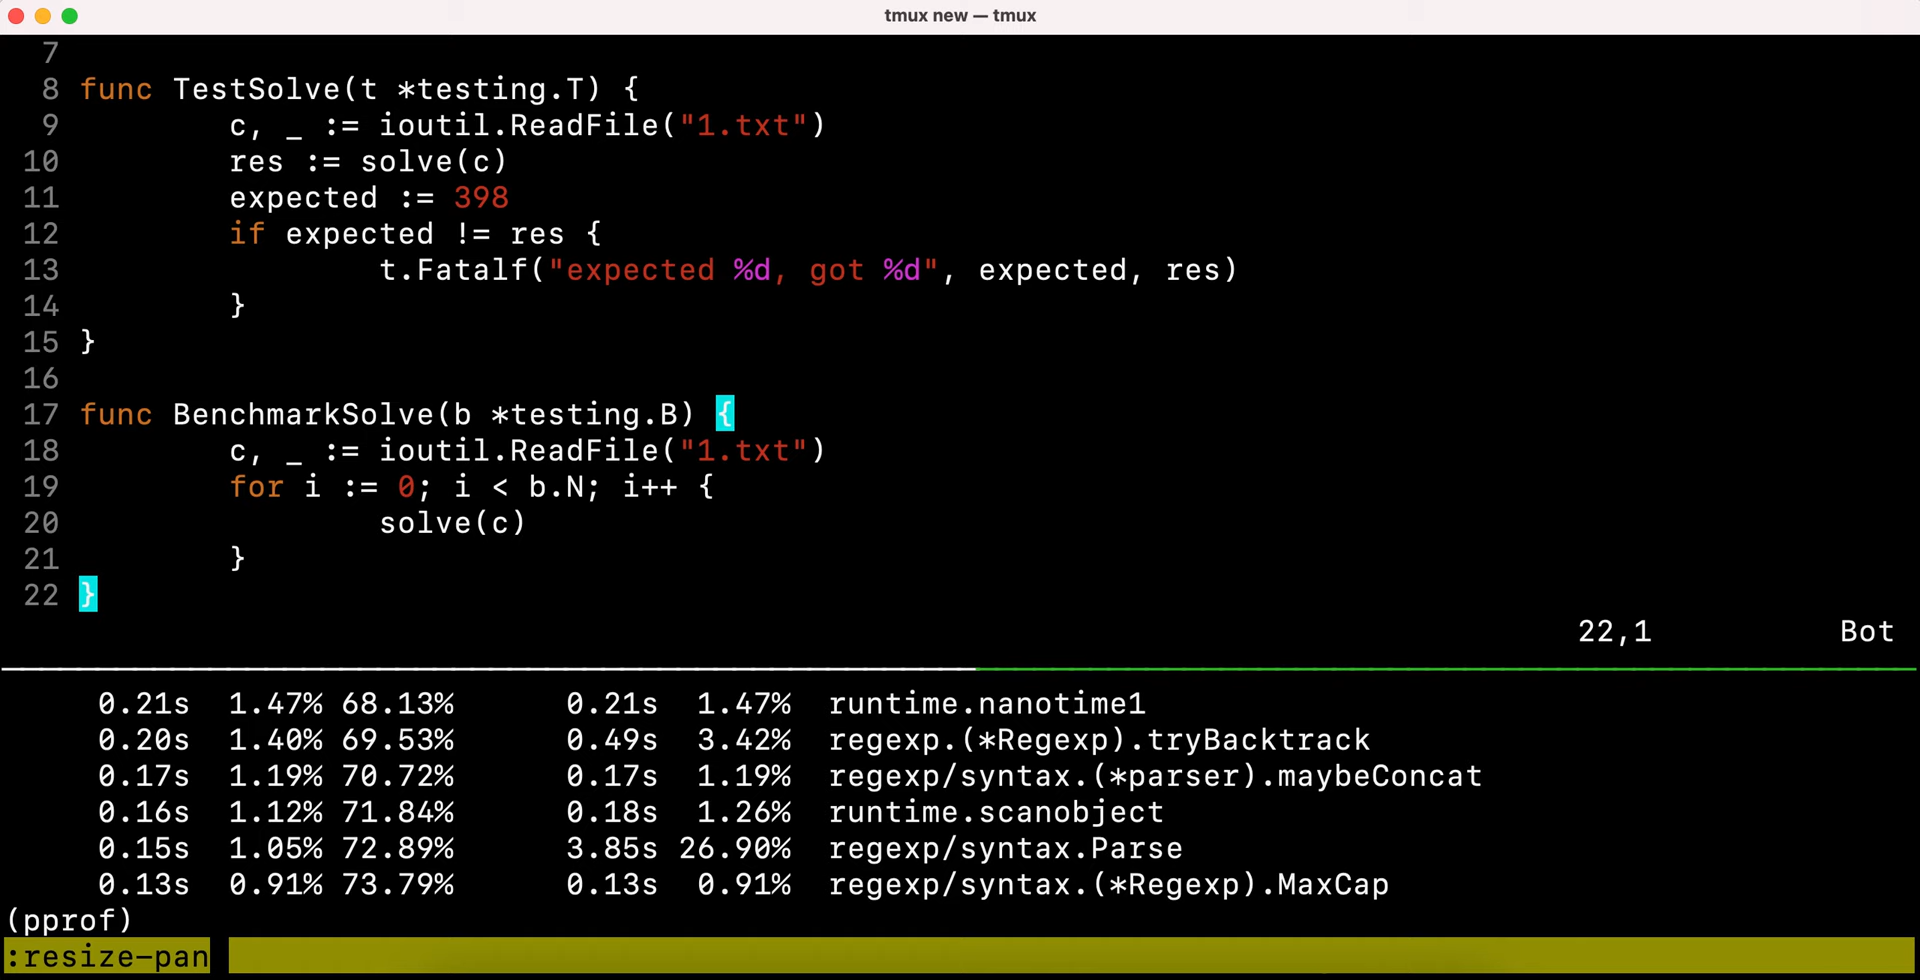 tmux new — tmux
7
8 func TestSolve(t *testing.T) {
9 c, _ := ioutil.ReadFile("1.txt")
10 res := solve(c)
11 expected := 398
12 if expected != res {
13 t.Fatalf("expected %d, got %d", expected, res)
14 }
15 }
16
17 func BenchmarkSolve(b *testing.B) {
18 c, _ := ioutil.ReadFile("1.txt")
19 for i := 0; i < b.N; i++ {
20 solve(c)
21 }
22 }
22,1 Bot
0.21s 1.47% 68.13% 0.21s 1.47% runtime.nanotime1
0.20s 1.40% 69.53% 0.49s 3.42% regexp.(*Regexp).tryBacktrack
0.17s 1.19% 70.72% 0.17s 1.19% regexp/syntax.(*parser).maybeConcat
0.16s 1.12% 71.84% 0.18s 1.26% runtime.scanobject
0.15s 1.05% 72.89% 3.85s 26.90% regexp/syntax.Parse
0.13s 0.91% 73.79% 0.13s 0.91% regexp/syntax.(*Regexp).MaxCap
(pprof)
:resize-pan